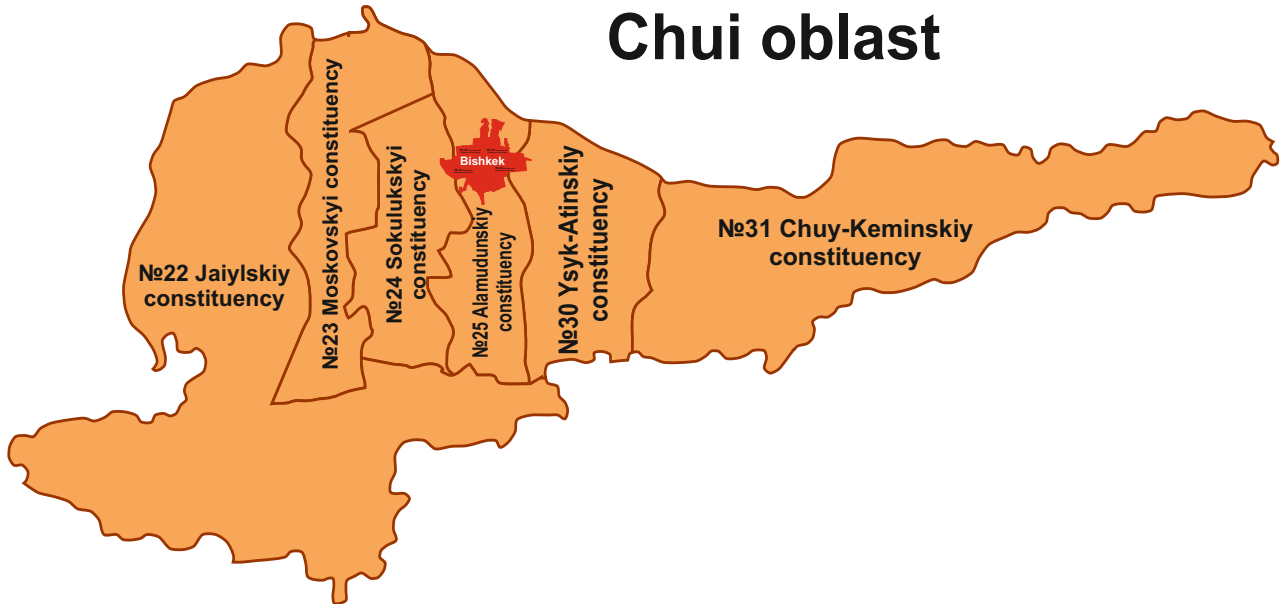 Chui oblast
№22 Jaiylskiy
constituency
№23 Moskovskyi constituency
№24 Sokulukskyi
constituency
Bishkek
№25 Alamudunskiy
constituency
№30 Ysyk-Atinskiy
constituency
№31 Chuy-Keminskiy
constituency